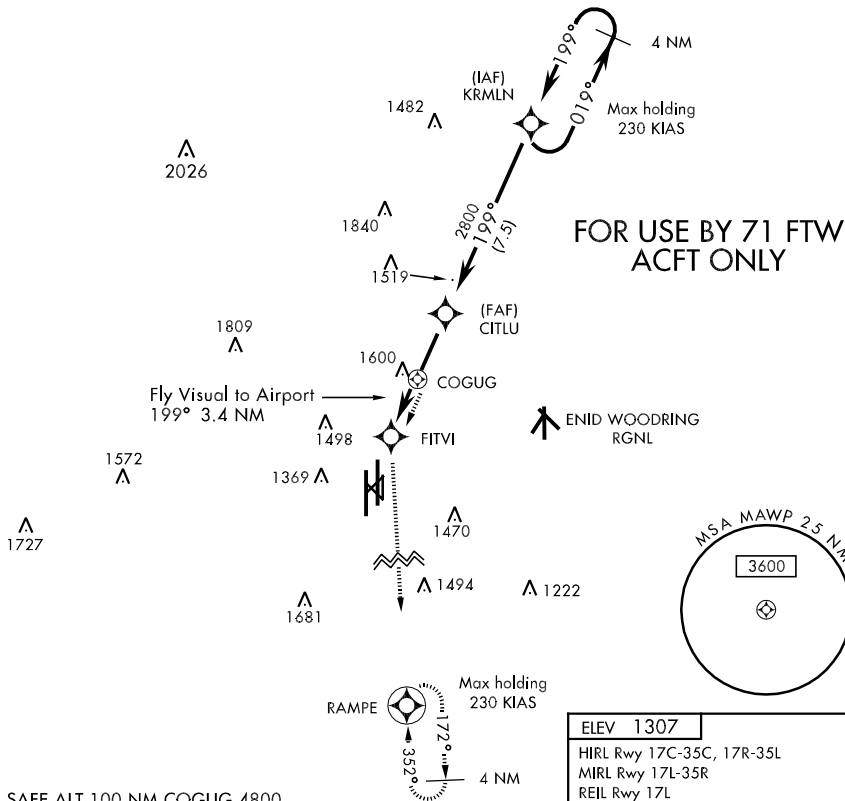 199°
4 NM
(IAF)
KRMLN
019°
Max holding
230 KIAS
1482
2026
1840
2800
199°
(7.5)
FOR USE BY 71 FTW
ACFT ONLY
1519
(FAF)
CITLU
1809
1600
COGUG
Fly Visual to Airport
199° 3.4 NM
1498
FITVI
ENID WOODRING
RGNL
1572
1369
1470
1727
MSA MAWP 25 NM
3600
1494
1222
1681
Max holding
230 KIAS
RAMPE
172°
352°
4 NM
ELEV 1307
HIRL Rwy 17C-35C, 17R-35L
MIRL Rwy 17L-35R
REIL Rwy 17L
SAFE ALT 100 NM COGUG 4800